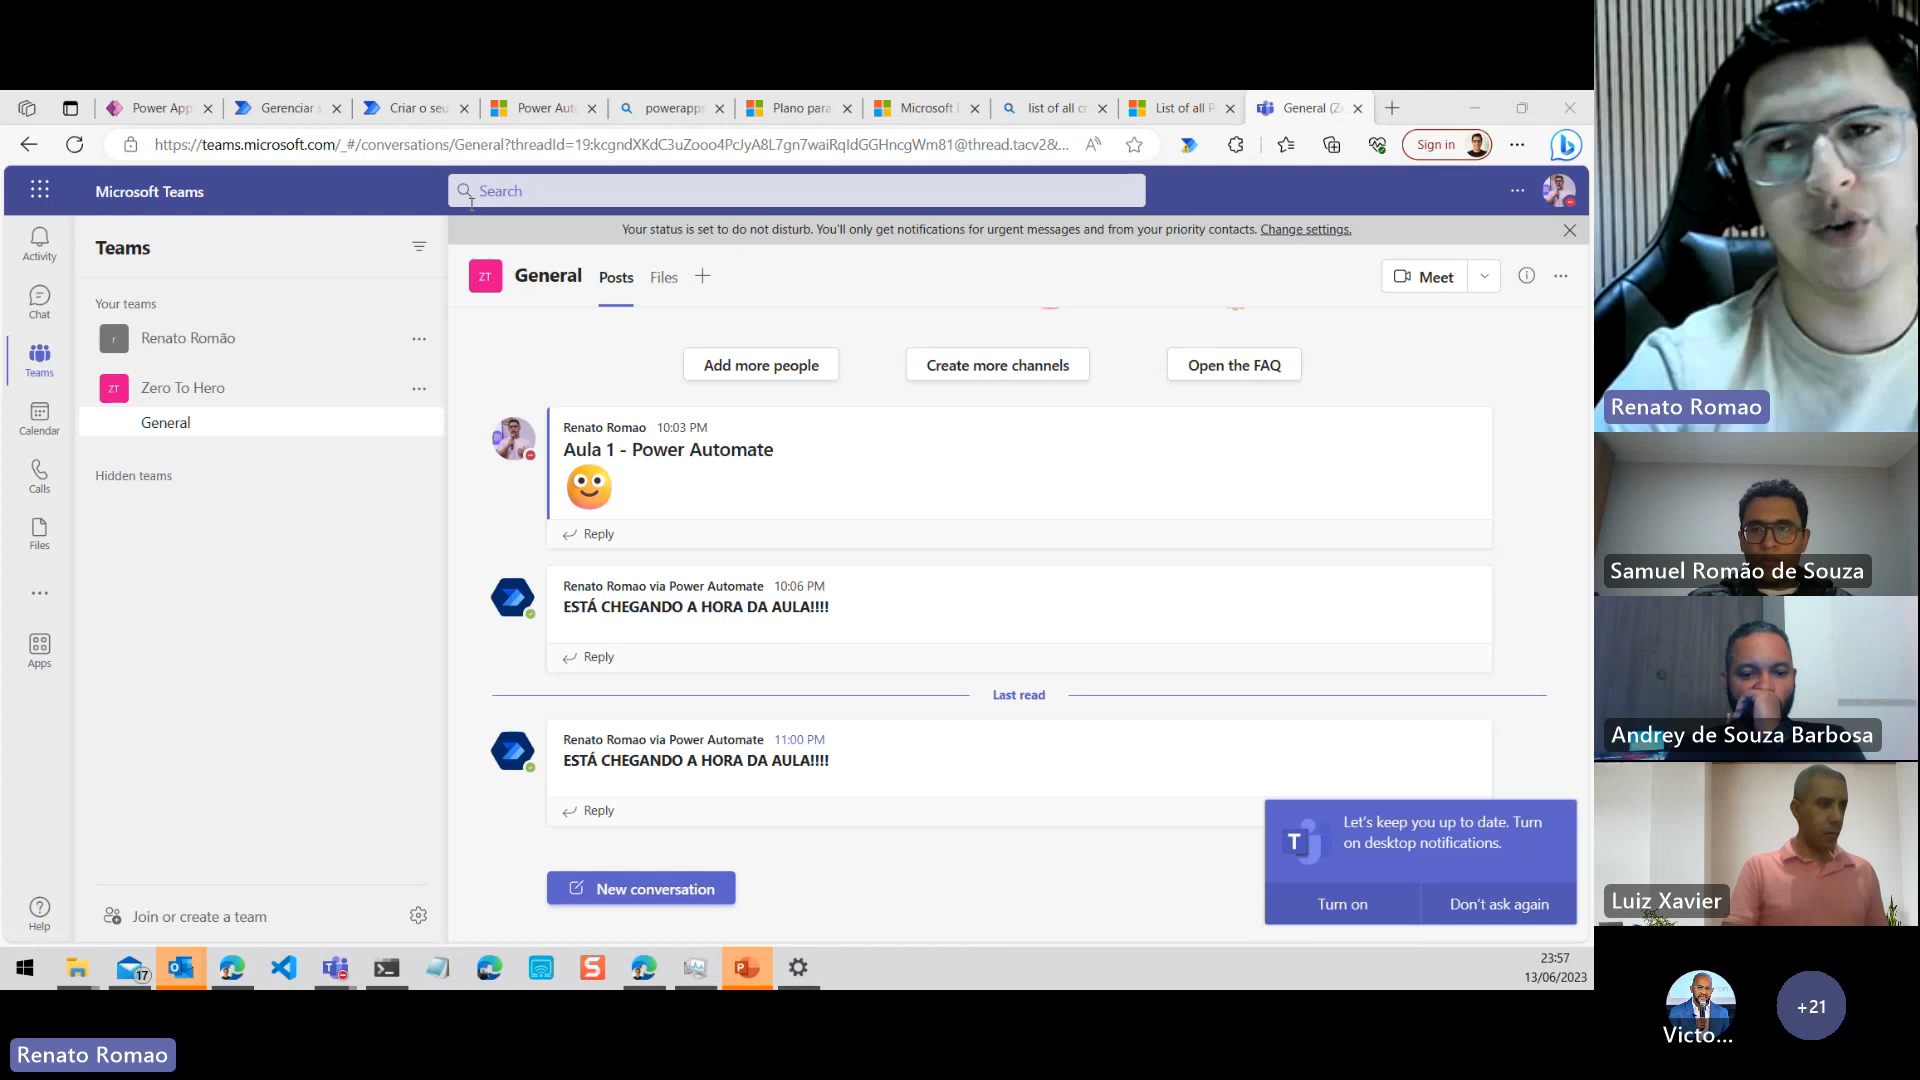 Power App
Gerenciar
Criar o seu
Power Aut
powerapps
Plano para
Microsoft
list of all co
List of all P
General (Ze
https://teams.microsoft.com/_#/conversations/General?threadId=19:kcgndXKdC3uZooo4PcJyA8L7gn7waiRqIdGGHncgWm81@thread.tacv2&...
Sign in
Microsoft Teams
Search
Your status is set to do not disturb. You'll only get notifications for urgent messages and from your priority contacts. Change settings.
Activity
Chat
Teams
Calendar
Calls
Files
Apps
Help
Teams
Your teams
r
Renato Romão
ZT
Zero To Hero
General
Hidden teams
Join or create a team
ZT
General
Posts
Files
Meet
Add more people
Create more channels
Open the FAQ
Renato Romao 10:03 PM
Aula 1 - Power Automate
Reply
Renato Romao via Power Automate 10:06 PM
ESTÁ CHEGANDO A HORA DA AULA!!!!
Reply
Last read
Renato Romao via Power Automate 11:00 PM
ESTÁ CHEGANDO A HORA DA AULA!!!!
Reply
New conversation
T
Let's keep you up to date. Turn
on desktop notifications.
Turn on
Don't ask again
17
23:57
13/06/2023
Renato Romao
Samuel Romão de Souza
Andrey de Souza Barbosa
Luiz Xavier
Victo...
+21
Renato Romao